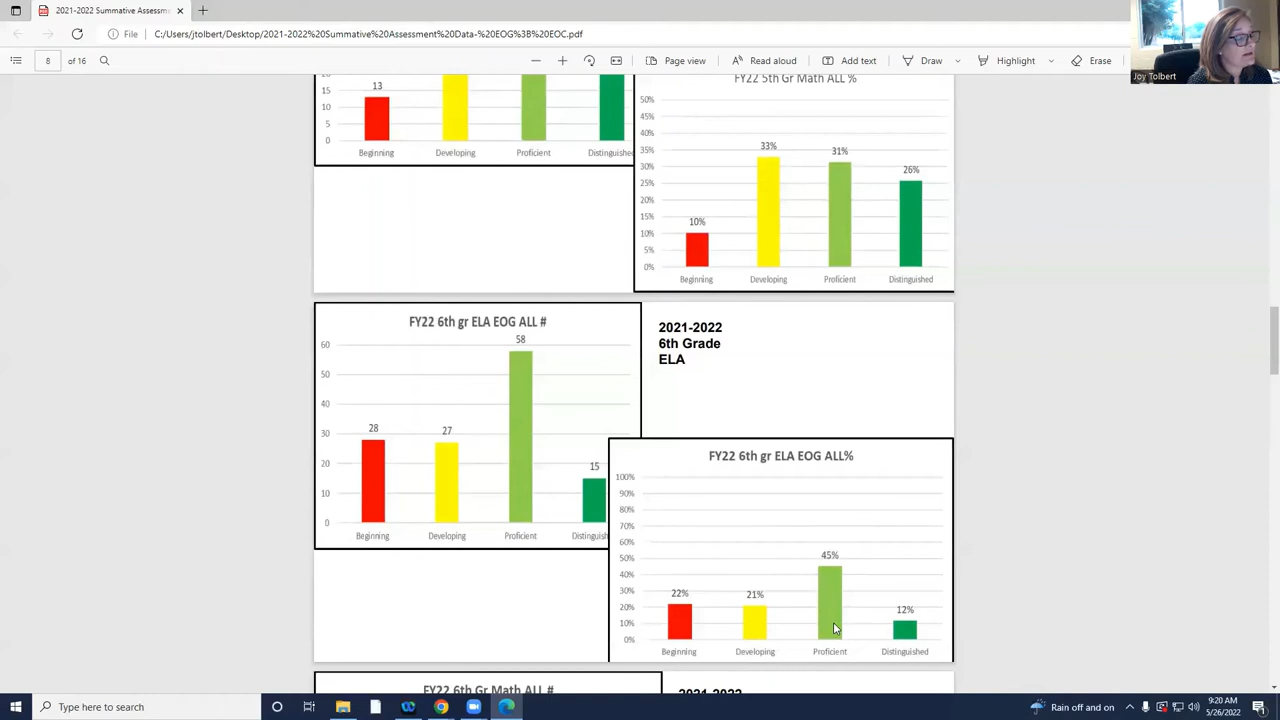 2021-2022 Summative Assessm
File
C:/Users/jtolbert/Desktop/2021-2022%20Summative%20Assessment%20Data-%20EOG%3B%20EOC.pdf
8 of 16
Page view
Read aloud
Add text
Draw
Highlight
Erase
Joy Tolbert
15
10
5
0
13
Beginning
Developing
Proficient
Distinguished
FY22 5th Gr Math ALL %
50%
45%
40%
35%
30%
25%
20%
15%
10%
5%
0%
10%
33%
31%
26%
Beginning
Developing
Proficient
Distinguished
FY22 6th gr ELA EOG ALL #
60
50
40
30
20
10
0
28
27
58
15
Beginning
Developing
Proficient
Distinguish
2021-2022
6th Grade
ELA
FY22 6th gr ELA EOG ALL%
100%
90%
80%
70%
60%
50%
40%
30%
20%
10%
0%
22%
21%
45%
12%
Beginning
Developing
Proficient
Distinguished
FY22 6th Gr Math ALL #
2021-2022
Type here to search
Rain off and on
9:20 AM
5/26/2022
1